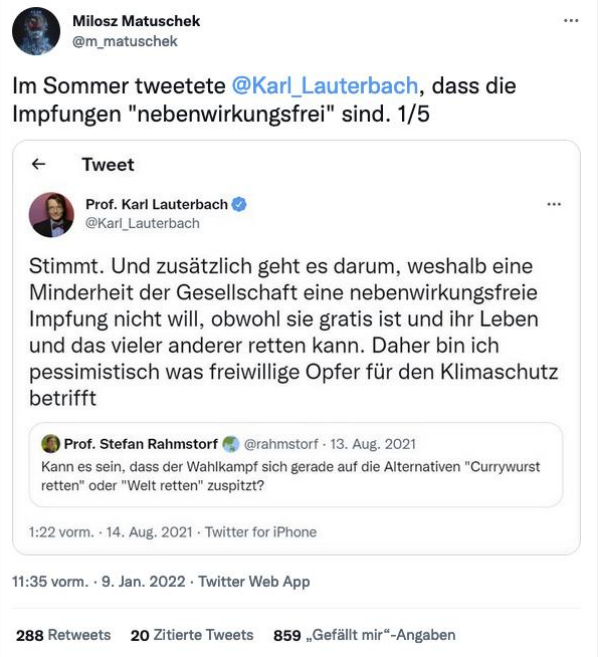 Milosz Matuschek
@m_matuschek
Im Sommer tweetete @Karl_Lauterbach, dass die
Impfungen "nebenwirkungsfrei" sind. 1/5
Tweet
Prof. Karl Lauterbach
@Karl_Lauterbach
Stimmt. Und zusätzlich geht es darum, weshalb eine
Minderheit der Gesellschaft eine nebenwirkungsfreie
Impfung nicht will, obwohl sie gratis ist und ihr Leben
und das vieler anderer retten kann. Daher bin ich
pessimistisch was freiwillige Opfer für den Klimaschutz
betrifft
Prof. Stefan Rahmstorf @rahmstorf · 13. Aug. 2021
Kann es sein, dass der Wahlkampf sich gerade auf die Alternativen "Currywurst
retten" oder "Welt retten" zuspitzt?
1:22 vorm. · 14. Aug. 2021 · Twitter for iPhone
11:35 vorm. · 9. Jan. 2022 · Twitter Web App
288 Retweets 20 Zitierte Tweets 859 „Gefällt mir“-Angaben